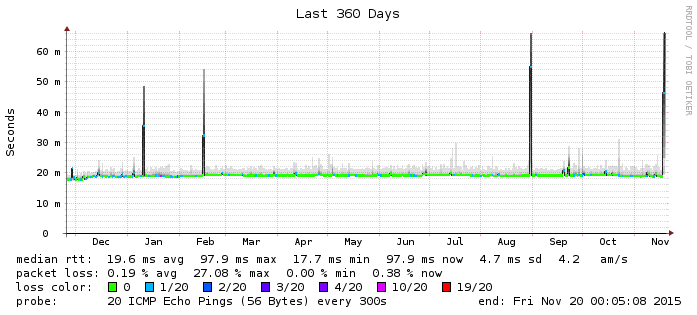 Last 360 Days
RRDTOOL / TOBI OETIKER
Seconds
60 m
50 m
40 m
30 m
20 m
10 m
0
Dec Jan Feb Mar Apr May Jun Jul Aug Sep Oct Nov
median rtt: 19.6 ms avg 97.9 ms max 17.7 ms min 97.9 ms now 4.7 ms sd 4.2 am/s
packet loss: 0.19 % avg 27.08 % max 0.00 % min 0.38 % now
loss color: 0 1/20 2/20 3/20 4/20 10/20 19/20
probe: 20 ICMP Echo Pings (56 Bytes) every 300s end: Fri Nov 20 00:05:08 2015